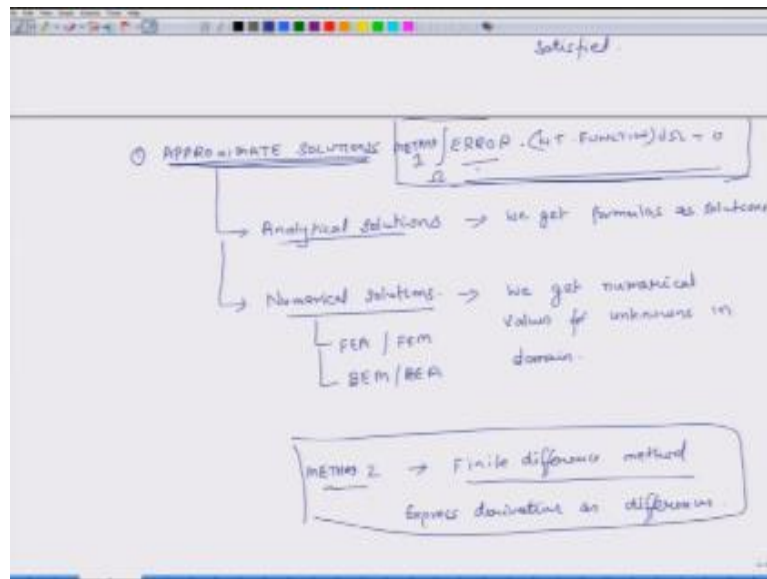 satisfied.
① APPROXIMATE SOLUTIONS METHOD 1 ∫Ω ERROR · (WT FUNCTION) dΩ = 0
→ Analytical solutions → we get formulas as solutions
→ Numerical solutions. → we get numerical
values for unknowns in
domain.
FEA / FEM
BEM / BEA
METHOD 2 → Finite difference method
Express derivatives as differences.